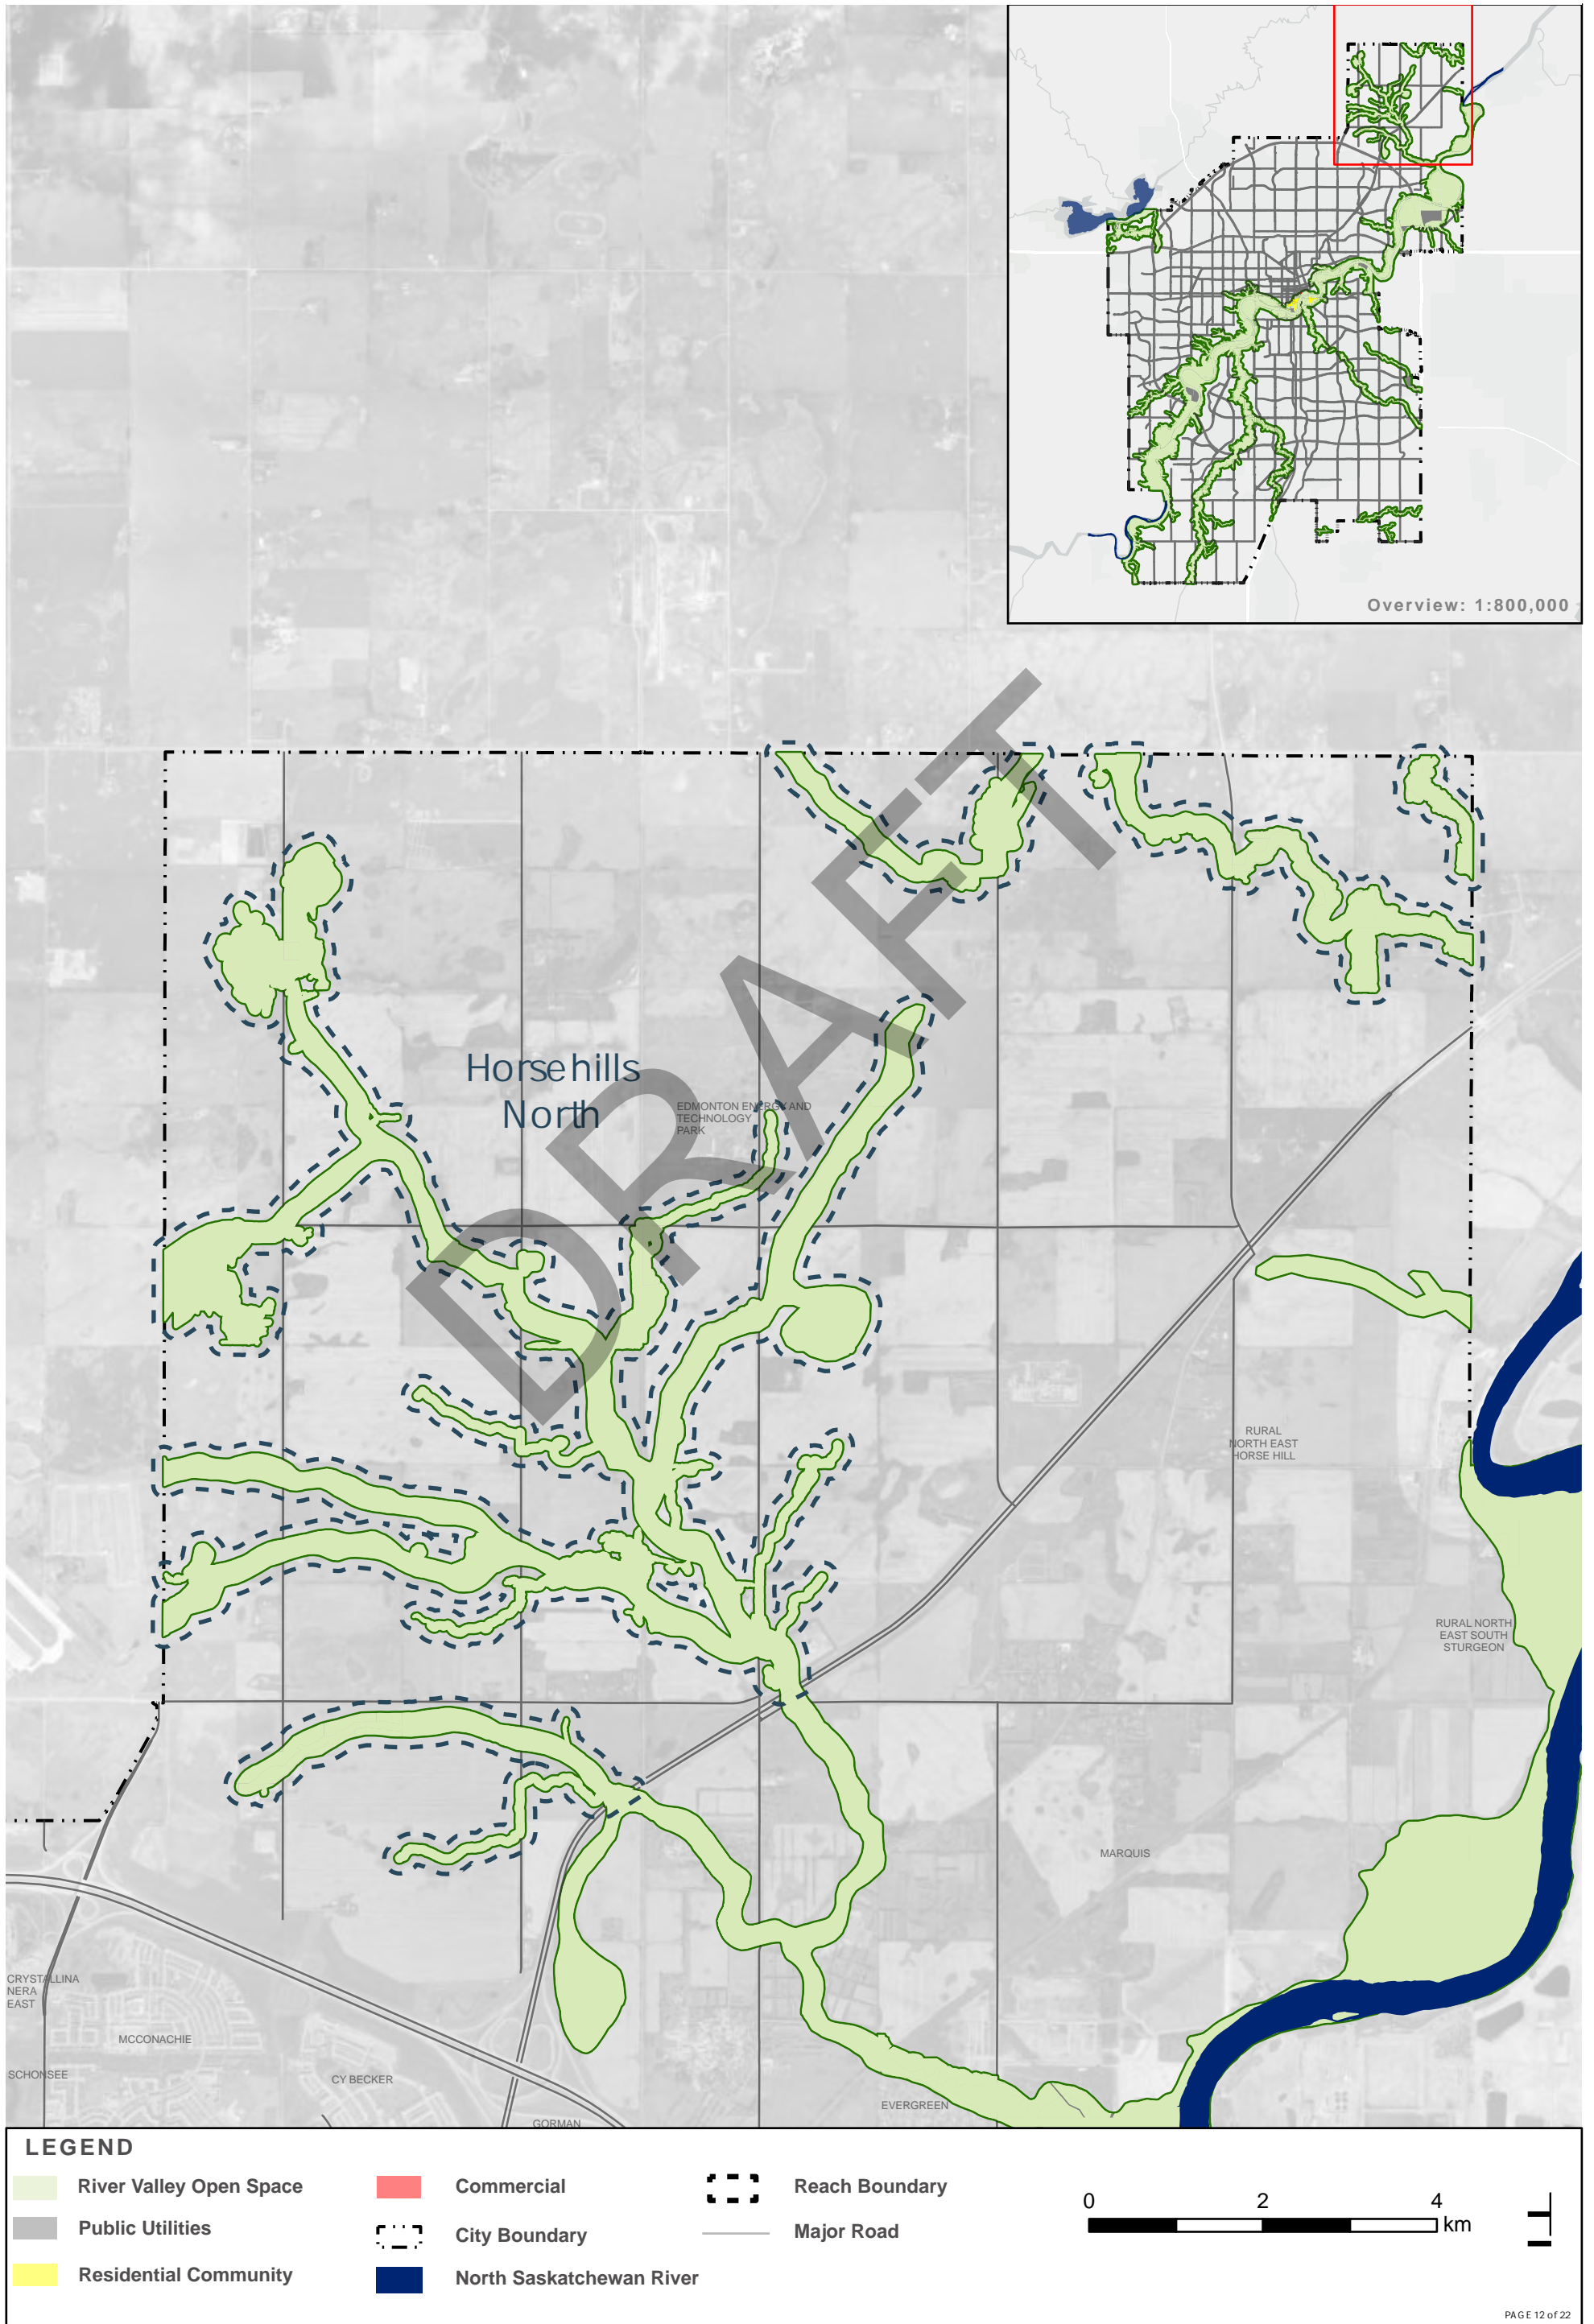 Overview: 1:800,000
DRAFT
Horsehills
North
EDMONTON ENERGY AND
TECHNOLOGY
PARK
RURAL
NORTH EAST
HORSE HILL
RURAL NORTH
EAST SOUTH
STURGEON
MARQUIS
CRYSTALLINA
NERA
EAST
MCCONACHIE
SCHONSEE
CY BECKER
EVERGREEN
GORMAN
LEGEND
River Valley Open Space
Public Utilities
Residential Community
Commercial
City Boundary
North Saskatchewan River
Reach Boundary
Major Road
0 2 4
km
PAGE 12 of 22